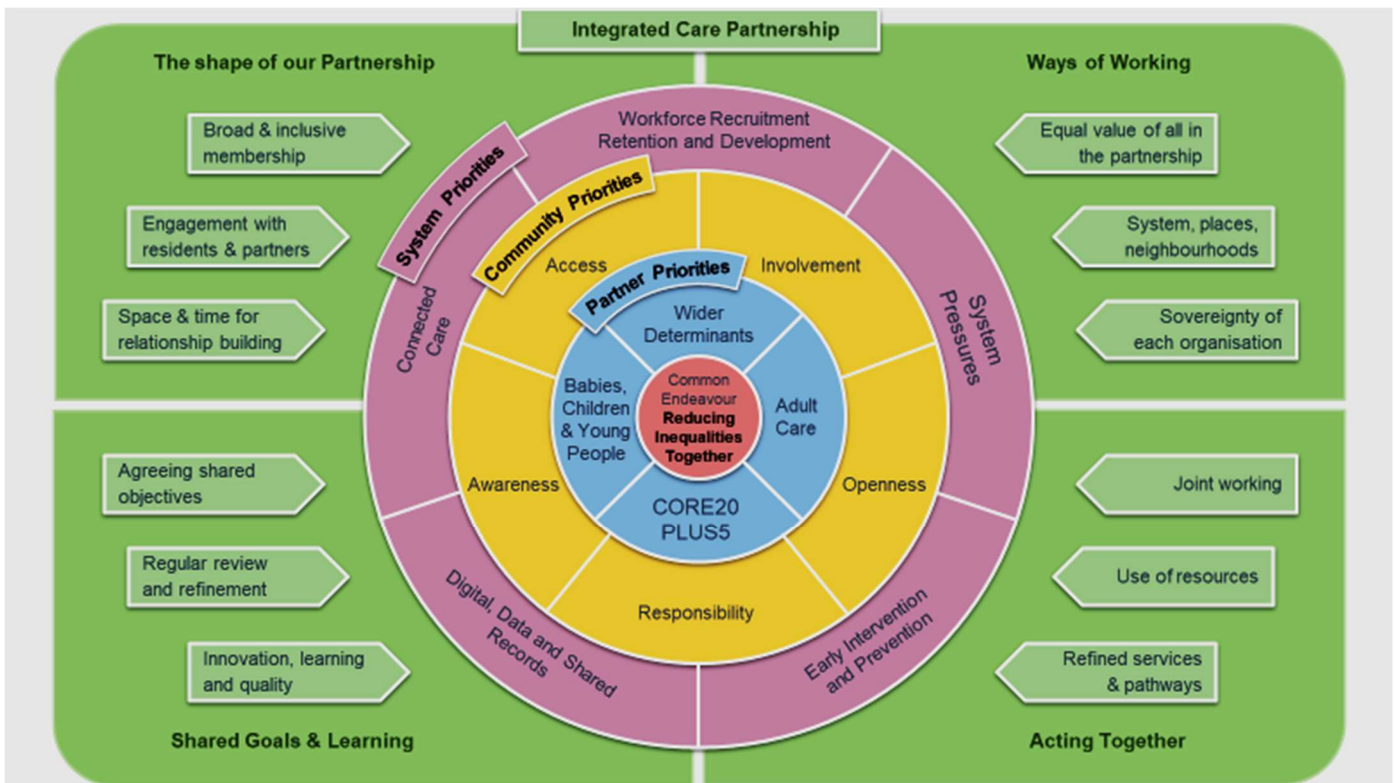 Integrated Care Partnership
The shape of our Partnership
Broad & inclusive
membership
Engagement with
residents & partners
Space & time for
relationship building
Ways of Working
Equal value of all in
the partnership
System, places,
neighbourhoods
Sovereignty of
each organisation
System Priorities
Workforce Recruitment
Retention and Development
System
Pressures
Early Intervention
and Prevention
Digital, Data and Shared
Records
Connected
Care
Community Priorities
Access
Involvement
Openness
Responsibility
Awareness
Partner Priorities
Wider
Determinants
Adult
Care
CORE20
PLUS5
Babies,
Children
& Young
People
Common
Endeavour
Reducing
Inequalities
Together
Agreeing shared
objectives
Regular review
and refinement
Innovation, learning
and quality
Shared Goals & Learning
Joint working
Use of resources
Refined services
& pathways
Acting Together